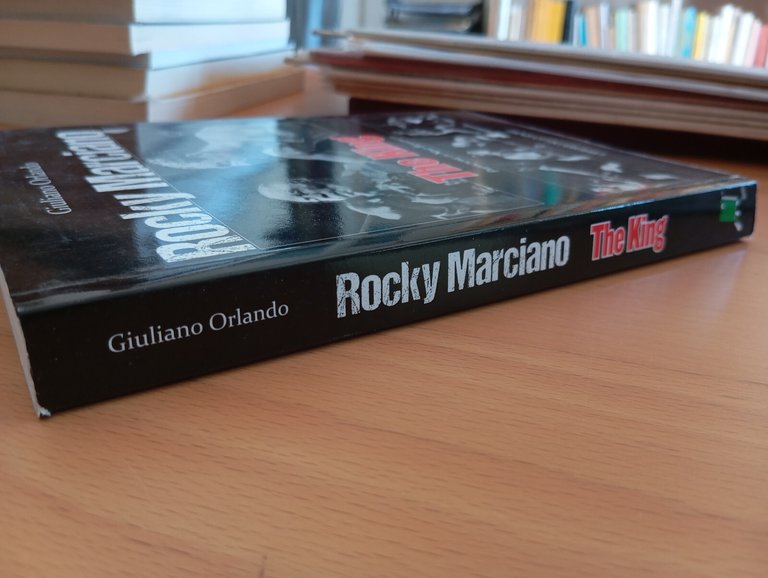 Giuliano Orlando
Rocky Marciano
The King
Giuliano Orlando
Rocky Marciano
The King